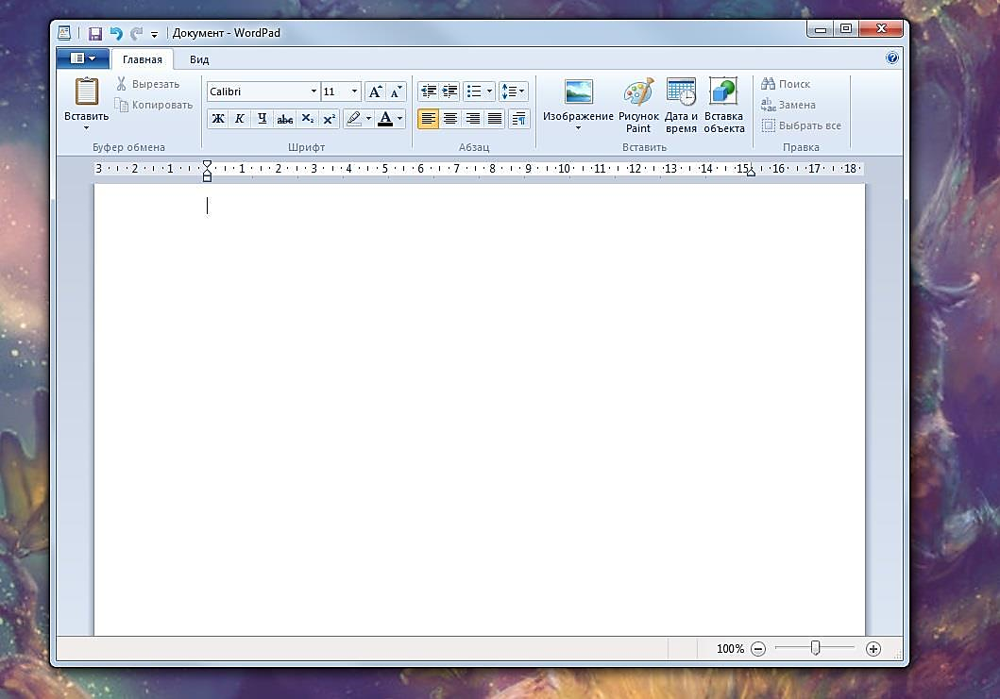 Документ - WordPad
Главная Вид
Вставить
Вырезать
Копировать
Буфер обмена
Calibri 11
Ж К Ч abc X₂ X²
Шрифт
Абзац
Изображение
Рисунок Paint
Дата и время
Вставка объекта
Вставить
Поиск
Замена
Выбрать все
Правка
3 2 1 1 2 3 4 5 6 7 8 9 10 11 12 13 14 15 16 17 18
100%